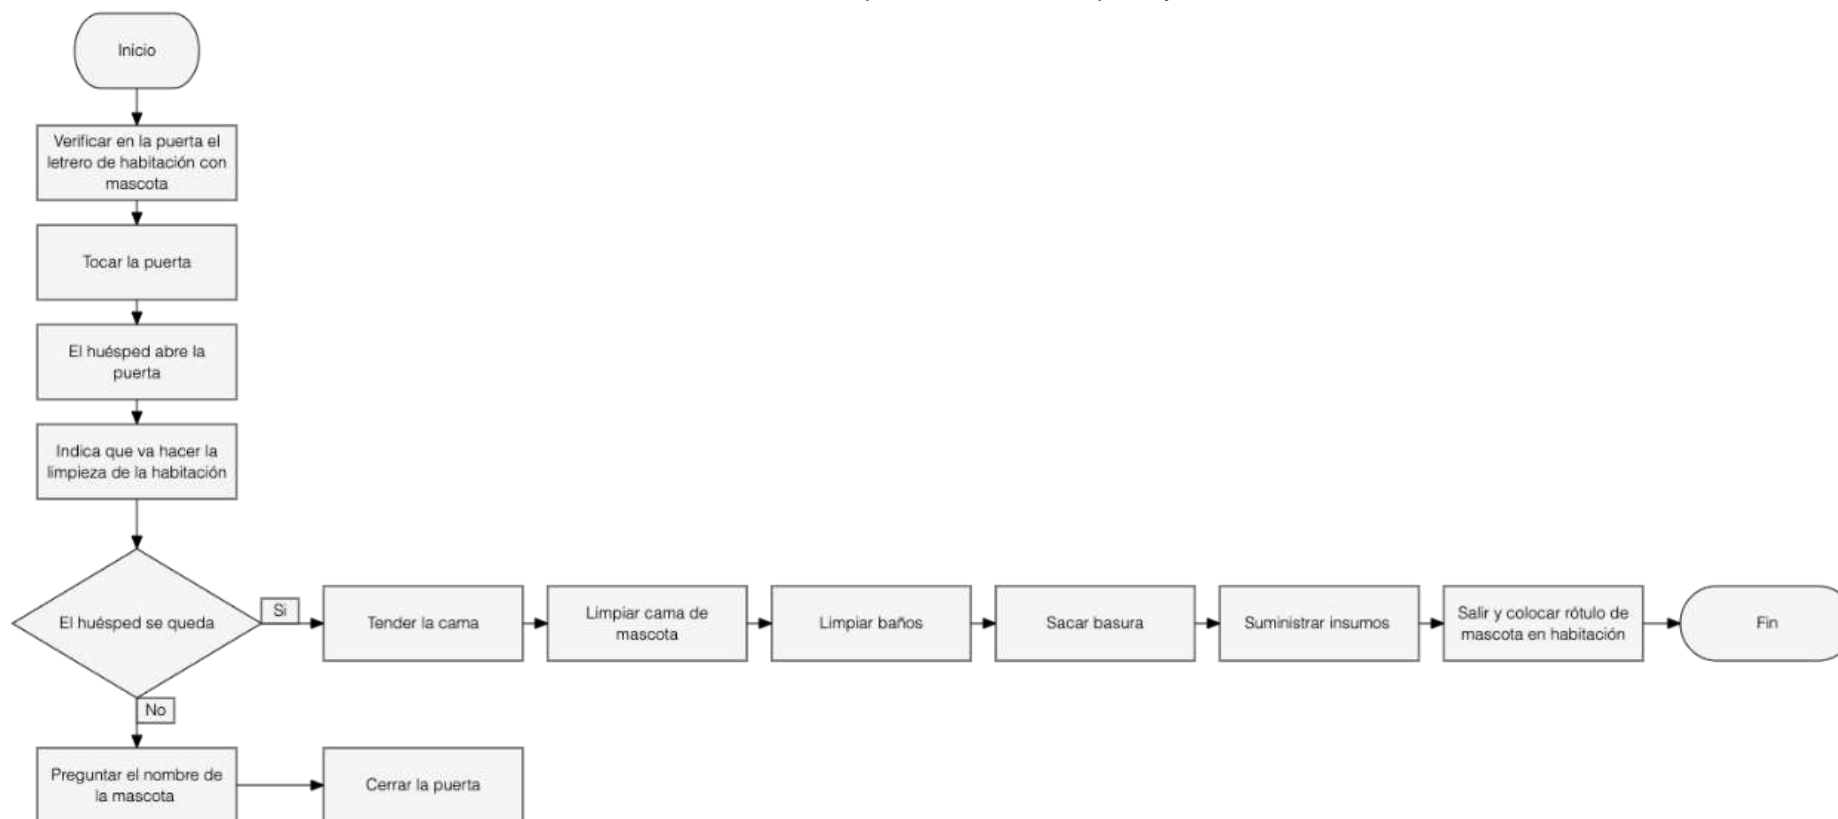 Inicio
Verificar en la puerta el
letrero de habitación con
mascota
Tocar la puerta
El huésped abre la
puerta
Indica que va hacer la
limpieza de la habitación
El huésped se queda
Si
Tender la cama
Limpiar cama de
mascota
Limpiar baños
Sacar basura
Suministrar insumos
Salir y colocar rótulo de
mascota en habitación
Fin
No
Preguntar el nombre de
la mascota
Cerrar la puerta